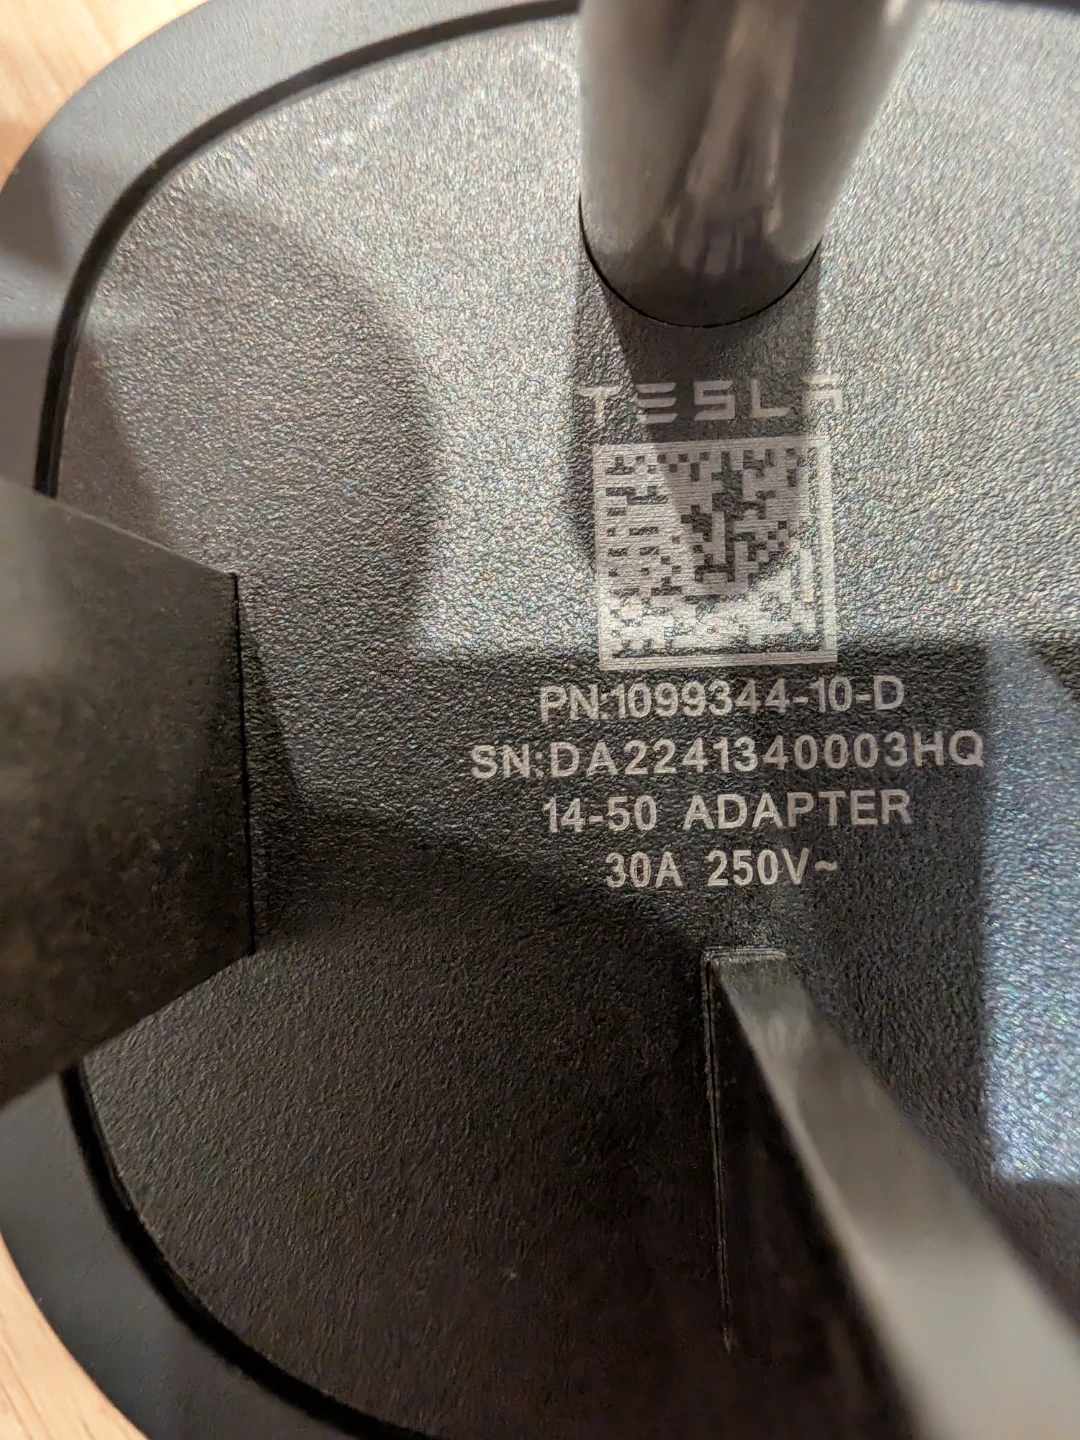 TESLA
PN:1099344-10-D
SN:DA2241340003HQ
14-50 ADAPTER
30A 250V~